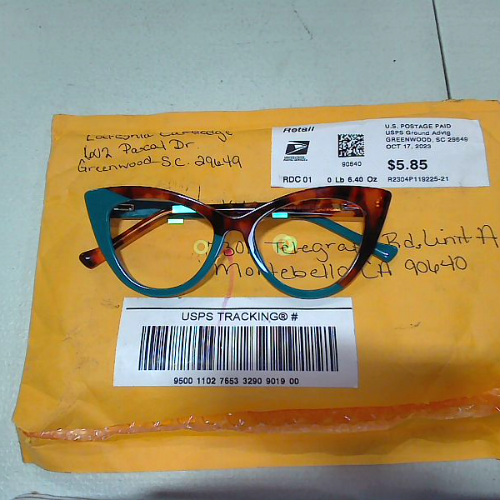 602 Pascal Dr.
Greenwood SC. 29649
Retail
90640
RDC 01 0 Lb 6.40 Oz
U.S. POSTAGE PAID
USPS Ground Advtg
GREENWOOD, SC 29649
OCT 17, 2023
$5.85
R2304P119225-21
Telegraph Rd, Unit A
Montebello, CA 90640
USPS TRACKING® #
9500 1102 7653 3290 9019 00